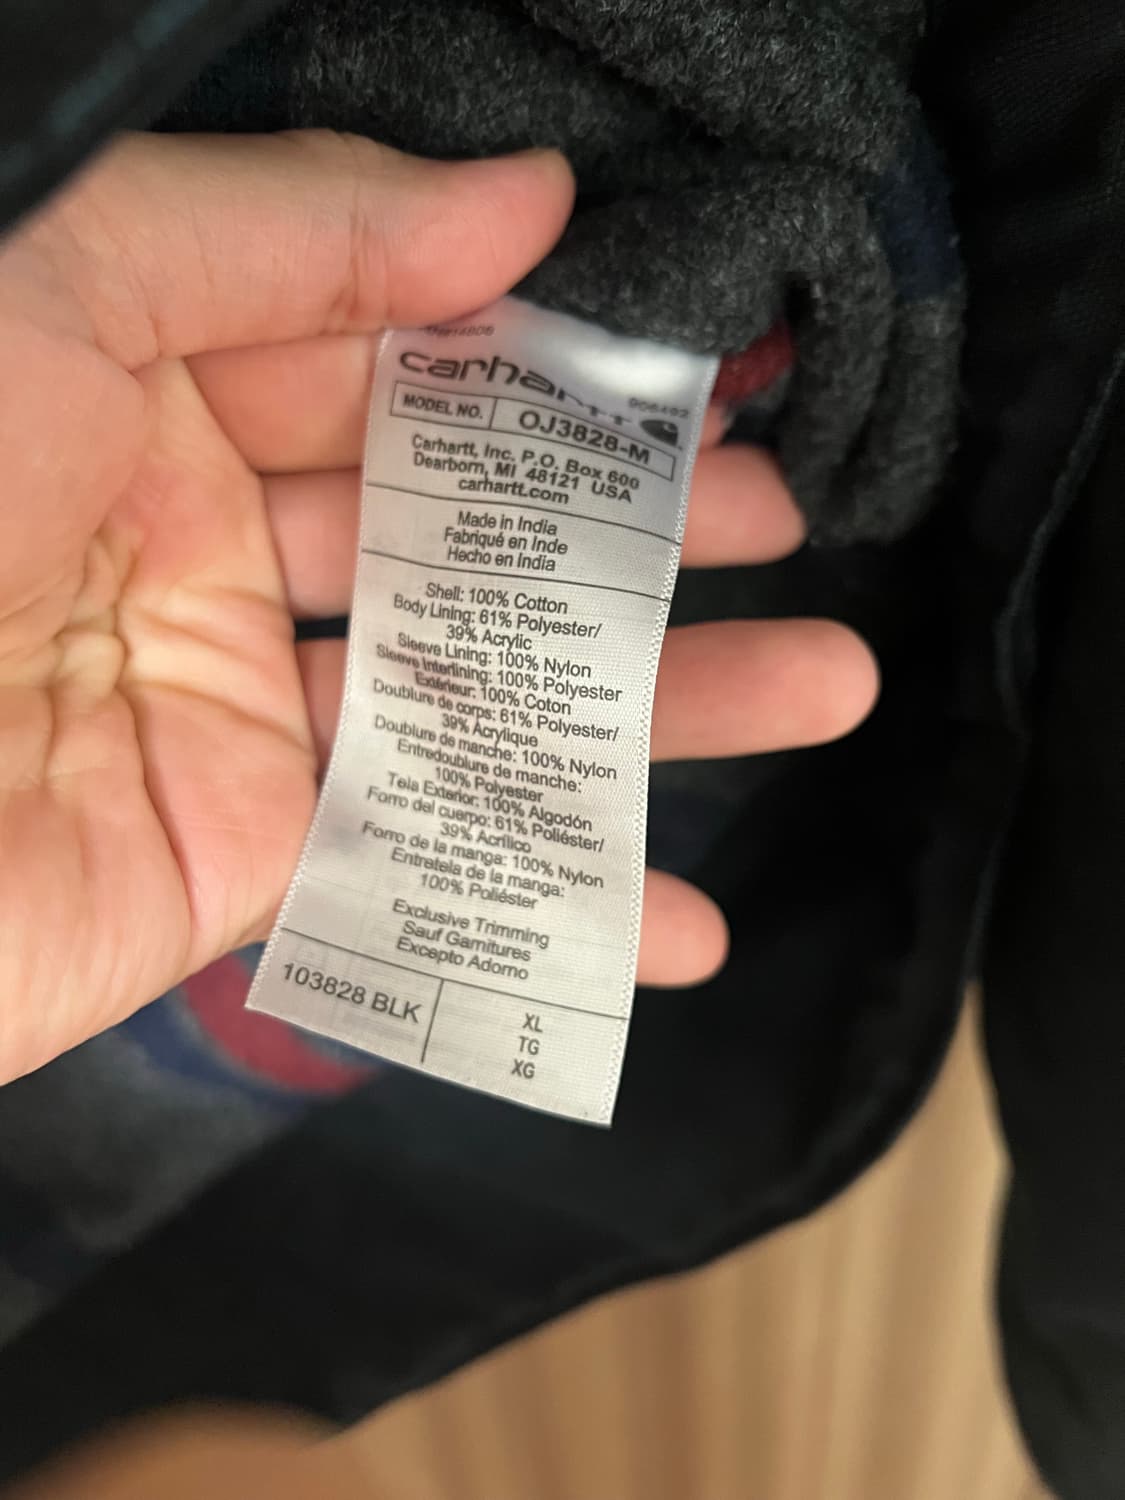 carhartt
MODEL NO. OJ3828-M
Carhartt, Inc. P.O. Box 600
Dearborn, MI 48121 USA
carhartt.com
Made in India
Fabriqué en Inde
Hecho en India
Shell: 100% Cotton
Body Lining: 61% Polyester/
39% Acrylic
Sleeve Lining: 100% Nylon
Sleeve Interlining: 100% Polyester
Extérieur: 100% Coton
Doublure de corps: 61% Polyester/
39% Acrylique
Doublure de manche: 100% Nylon
Entredoublure de manche:
100% Polyester
Tela Exterior: 100% Algodón
Forro del cuerpo: 61% Poliéster/
39% Acrílico
Forro de la manga: 100% Nylon
Entretela de la manga:
100% Poliéster
Exclusive Trimming
Sauf Garnitures
Excepto Adorno
103828 BLK
XL
TG
XG